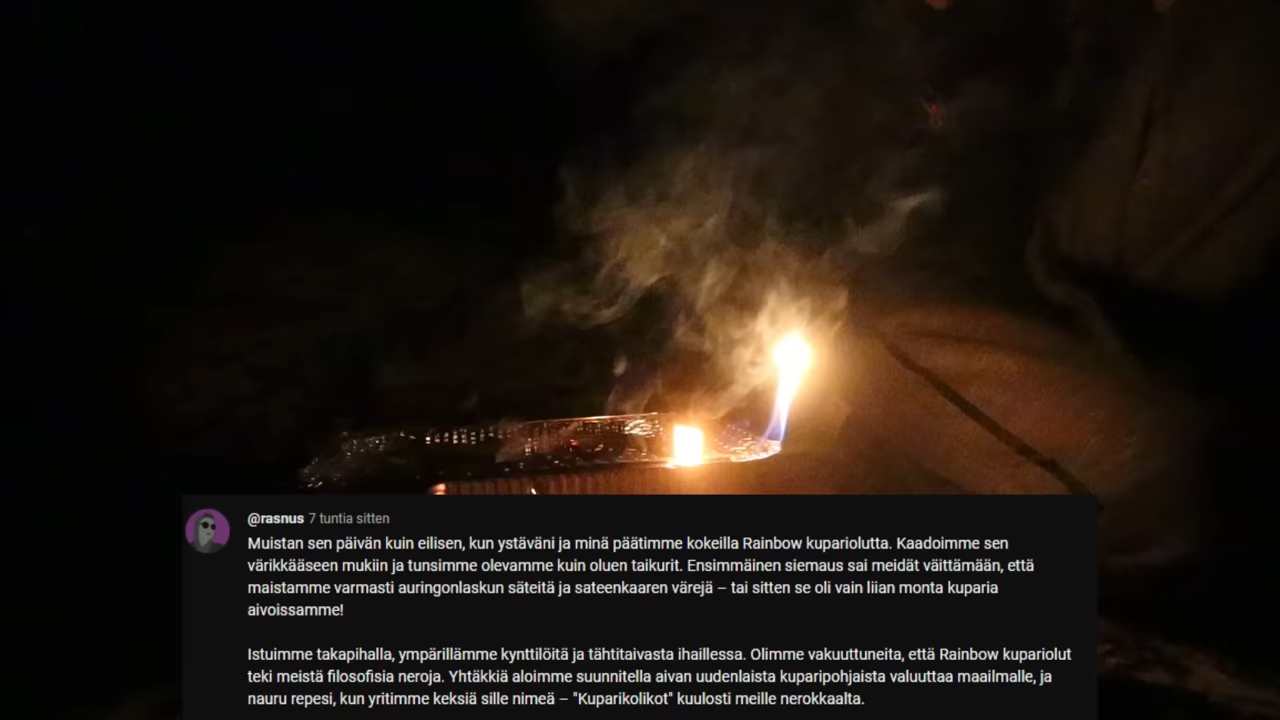 @rasnus 7 tuntia sitten
Muistan sen päivän kuin eilisen, kun ystäväni ja minä päätimme kokeilla Rainbow kupariolutta. Kaadoimme sen
värikkääseen mukiin ja tunsimme olevamme kuin oluen taikurit. Ensimmäinen siemaus sai meidät väittämään, että
maistamme varmasti auringonlaskun säteitä ja sateenkaaren värejä – tai sitten se oli vain liian monta kuparia
aivoissamme!
Istuimme takapihalla, ympärillämme kynttilöitä ja tähtitaivasta ihaillessa. Olimme vakuuttuneita, että Rainbow kupariolut
teki meistä filosofisia neroja. Yhtäkkiä aloimme suunnitella aivan uudenlaista kuparipohjaista valuuttaa maailmalle, ja
nauru repesi, kun yritimme keksiä sille nimeä – "Kuparikolikot" kuulosti meille nerokkaalta.